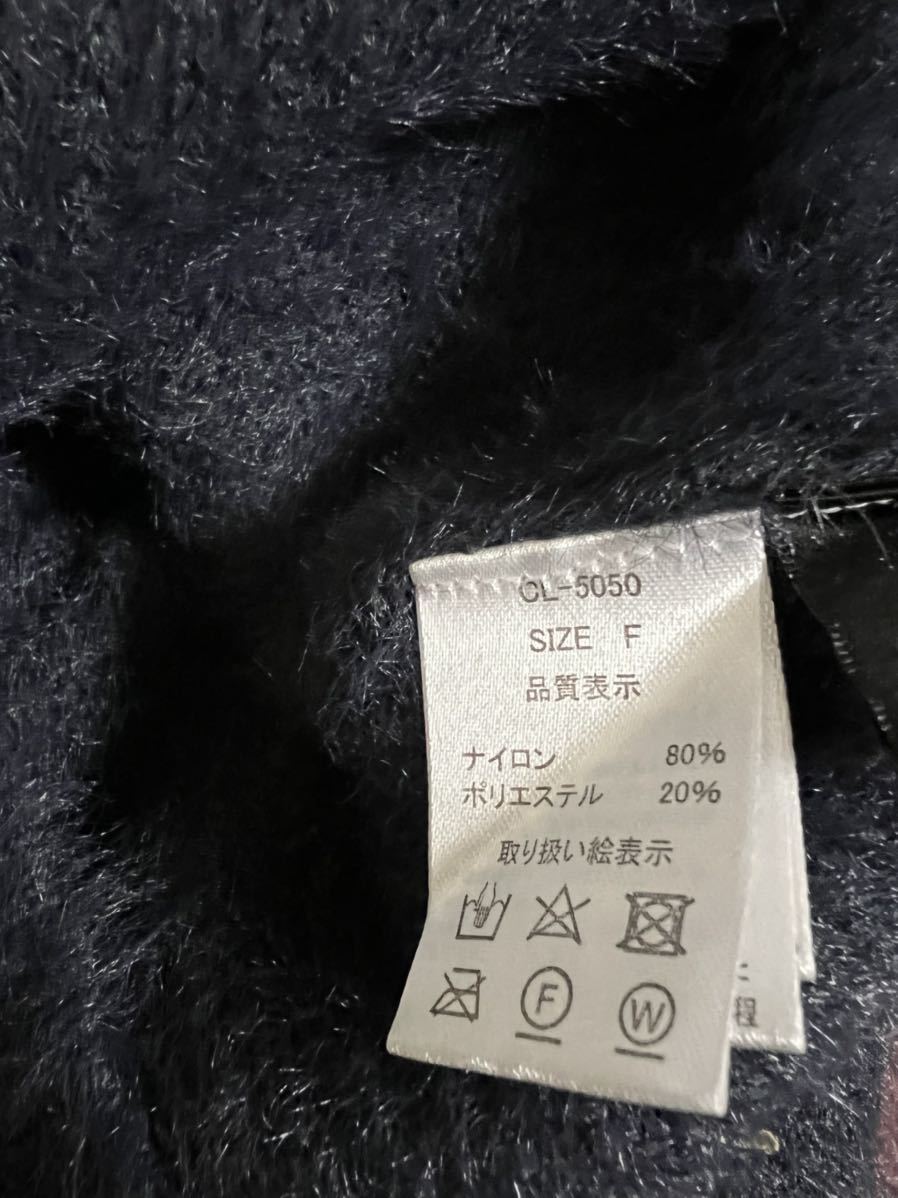 CL-5050
SIZE F
品質表示
ナイロン 80%
ポリエステル 20%
取り扱い絵表示
F
W
程